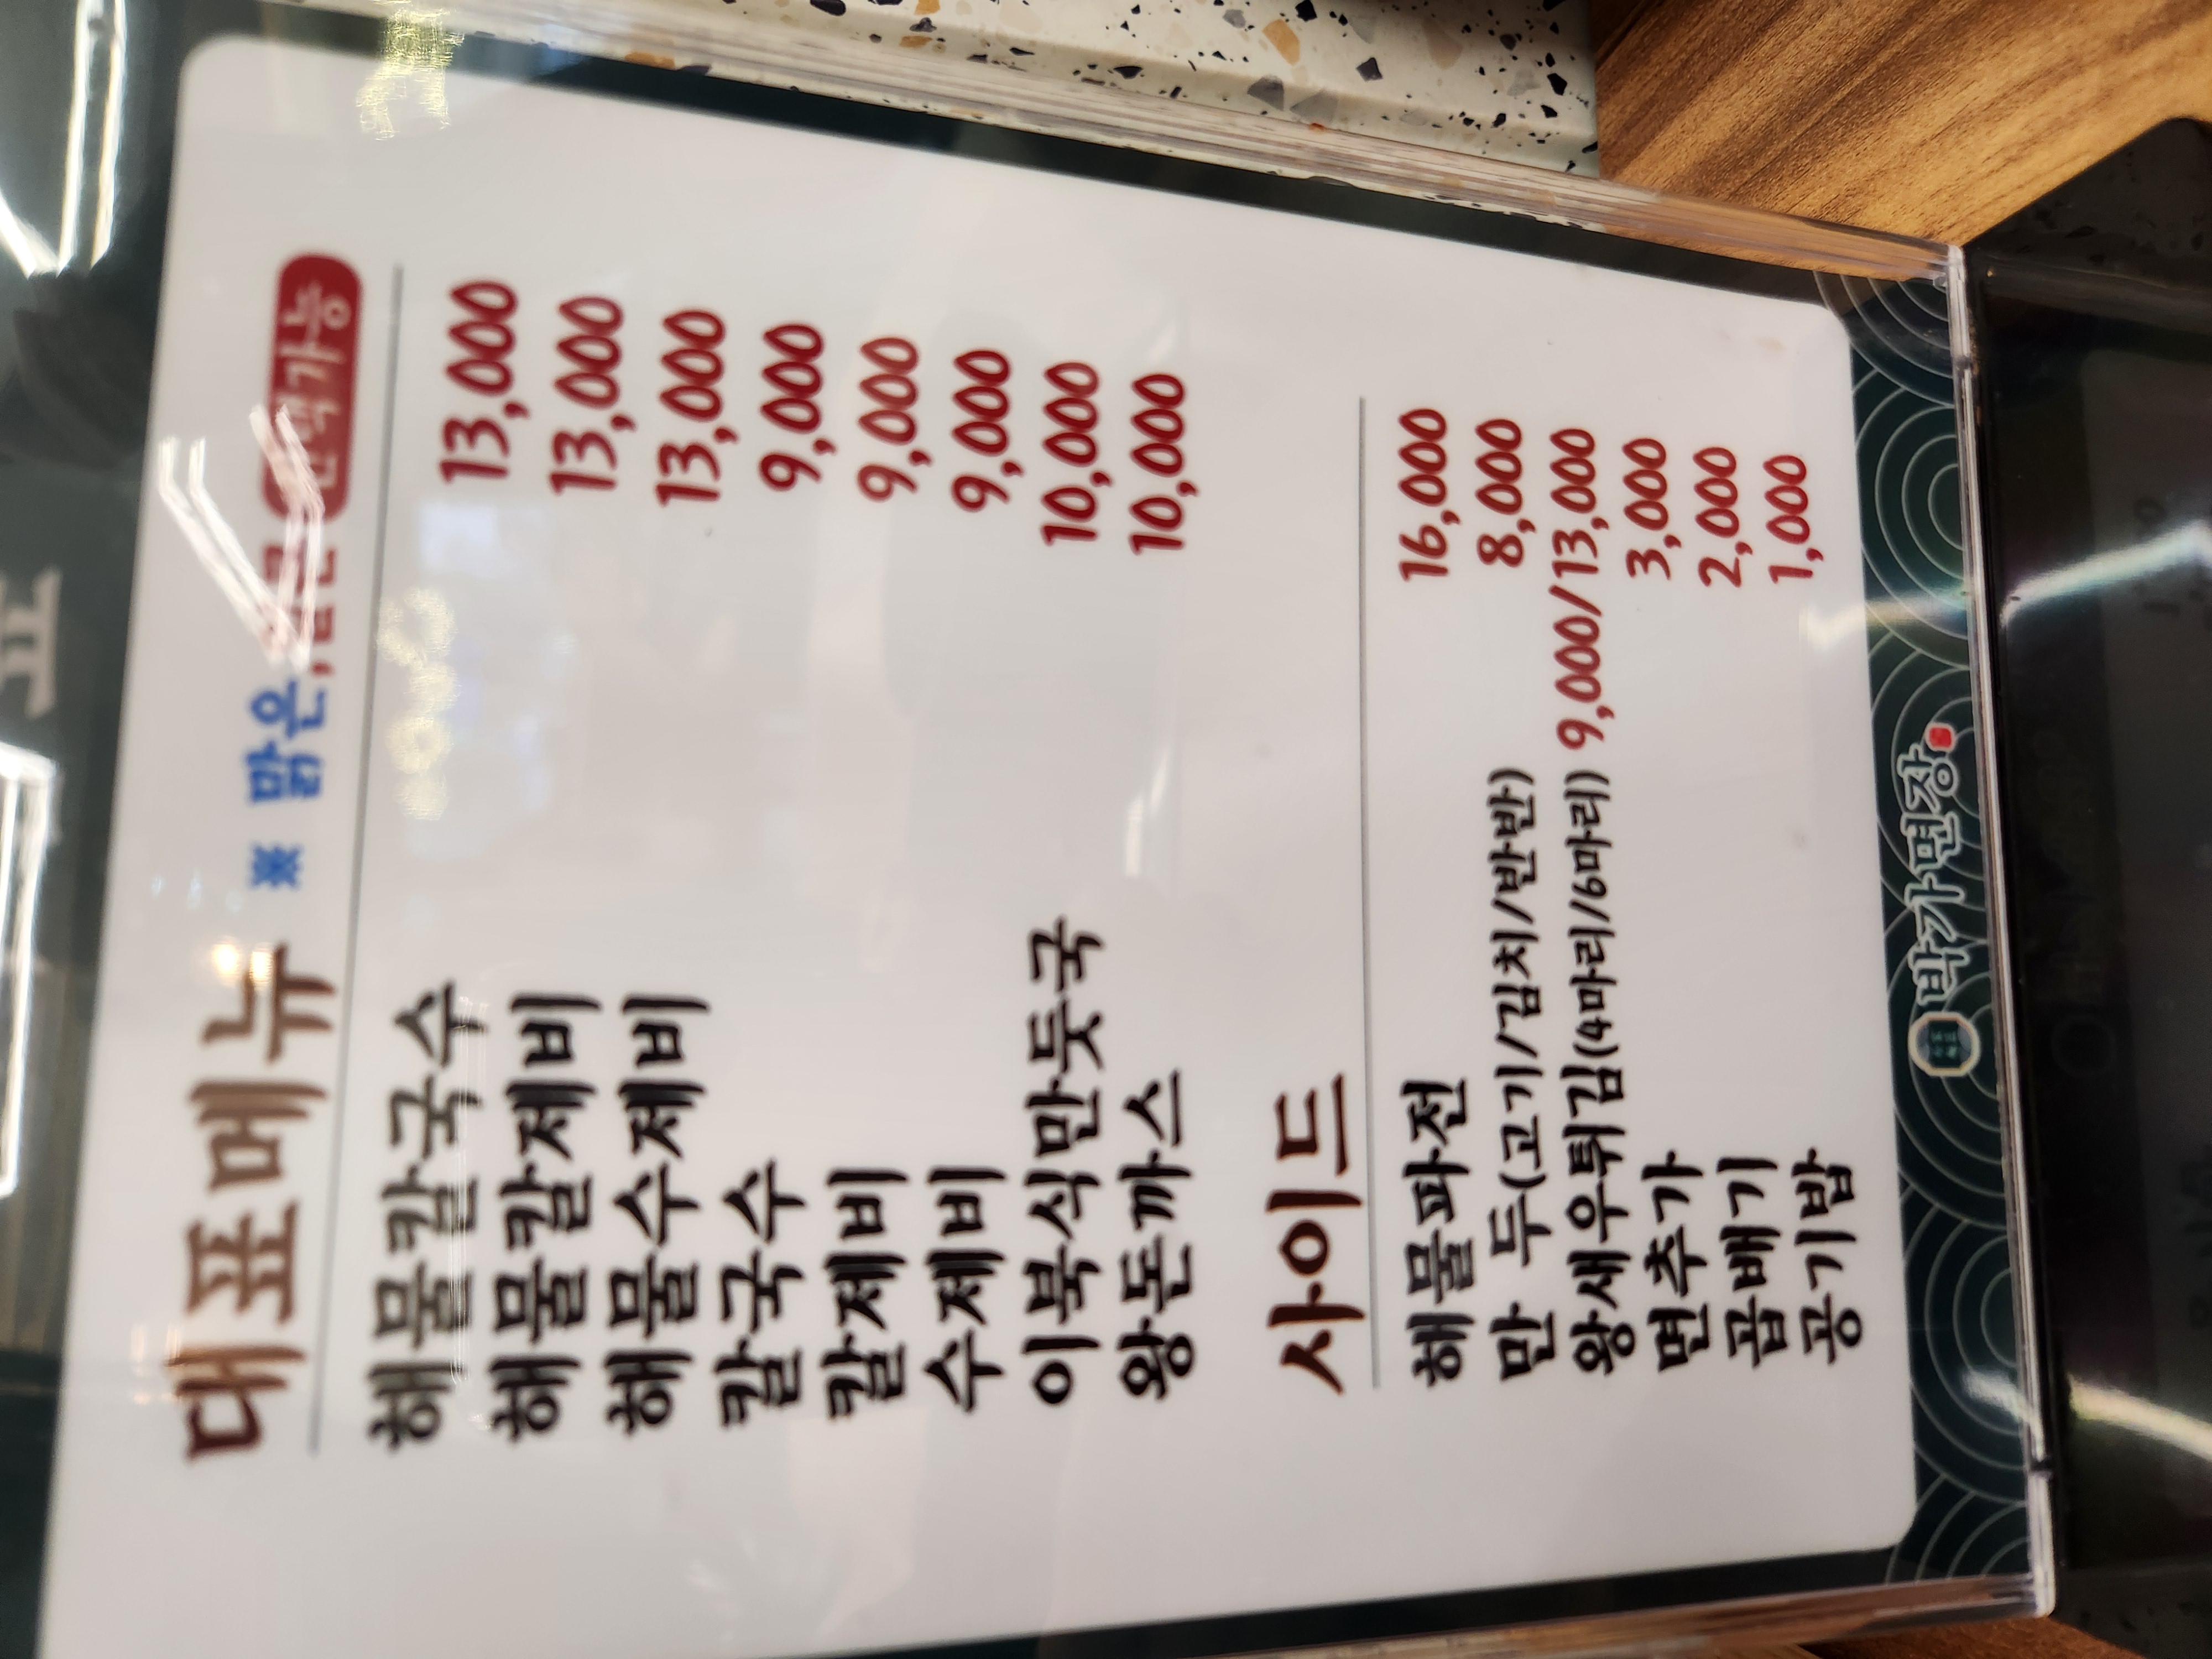 대표메뉴 ※ 맑은, 선택가능
해물칼국수 13,000
해물칼제비 13,000
해물수제비 13,000
칼국수 9,000
칼제비 9,000
수제비 9,000
이북식만둣국 10,000
왕돈까스 10,000
사이드
해물파전 16,000
만 두(고기/김치/반반) 8,000
왕새우튀김(4마리/6마리) 9,000/13,000
면추가 3,000
곱배기 2,000
공기밥 1,000
박가면장